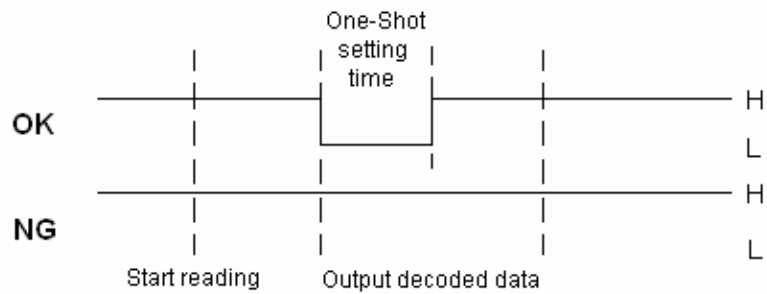 One-Shot
setting
time
OK
H
L
NG
H
L
Start reading
Output decoded data